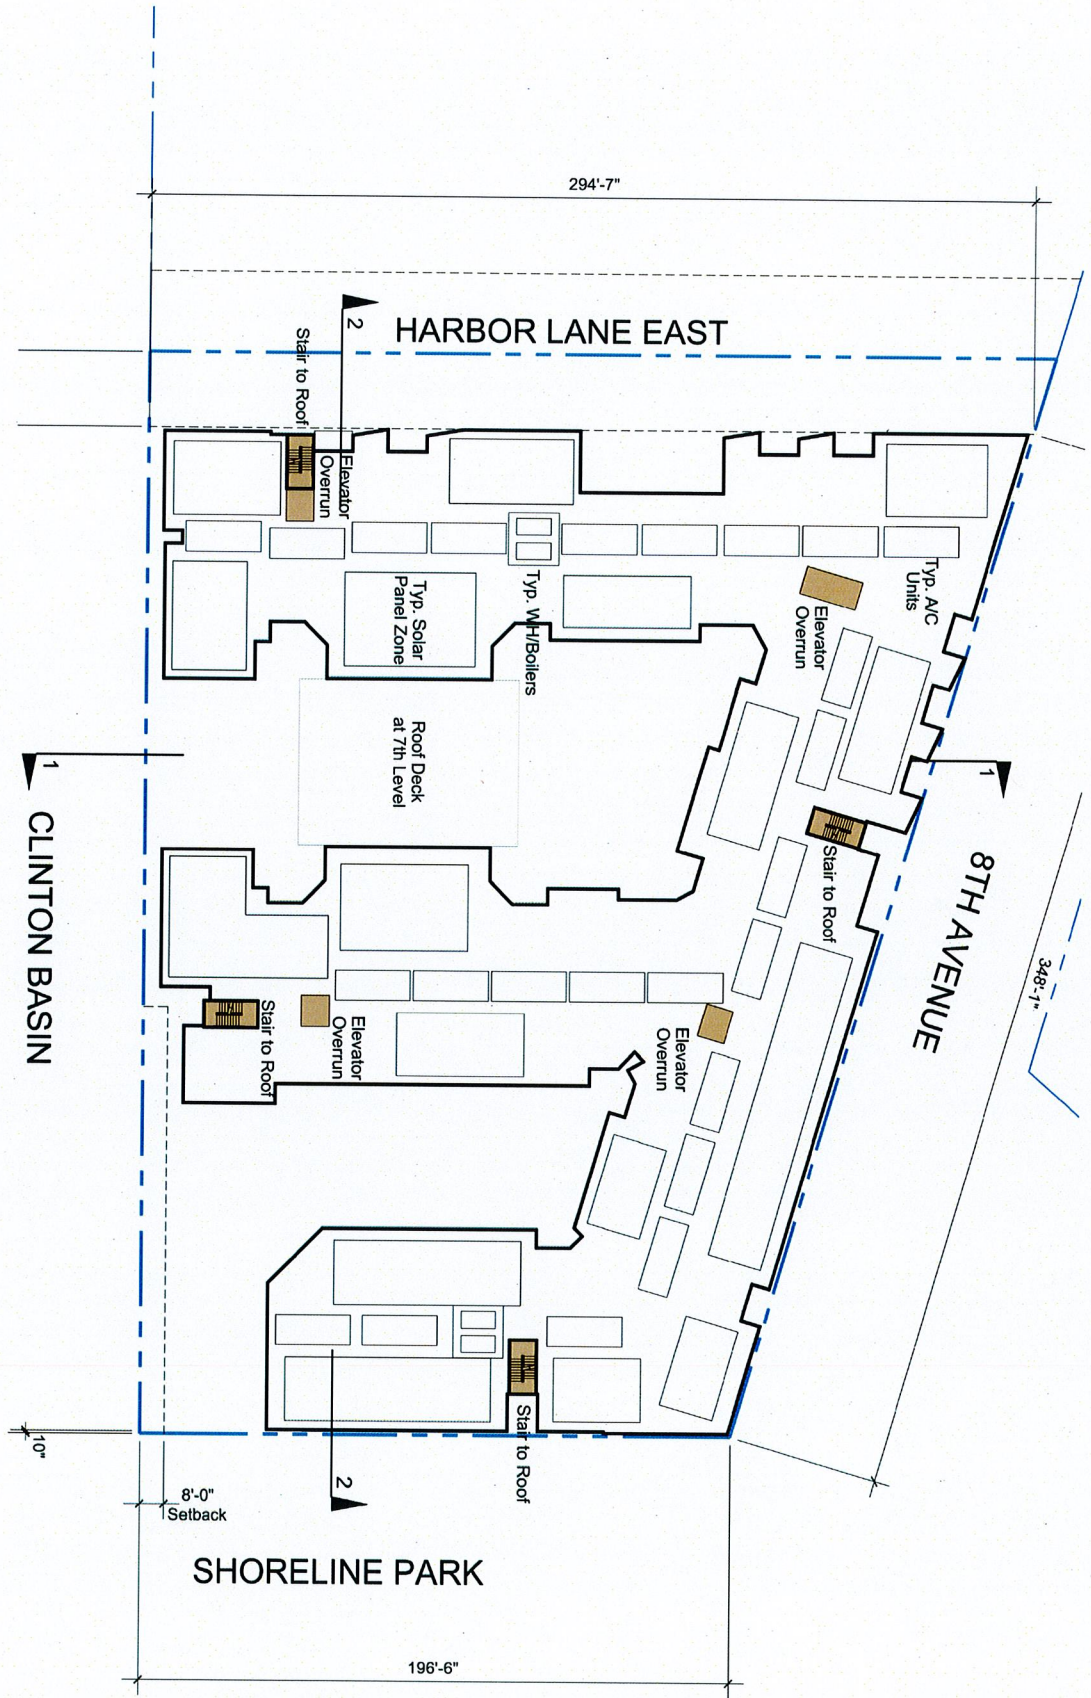 294'-7"
HARBOR LANE EAST
2
Stair to Roof
Elevator
Overrun
Typ. A/C
Units
Typ. WH/Boilers
Typ. Solar
Panel Zone
Elevator
Overrun
Roof Deck
at 7th Level
1
1
CLINTON BASIN
8TH AVENUE
Stair to Roof
348'-1"
Stair to Roof
Elevator
Overrun
Elevator
Overrun
Stair to Roof
10"
8'-0"
Setback
2
SHORELINE PARK
196'-6"